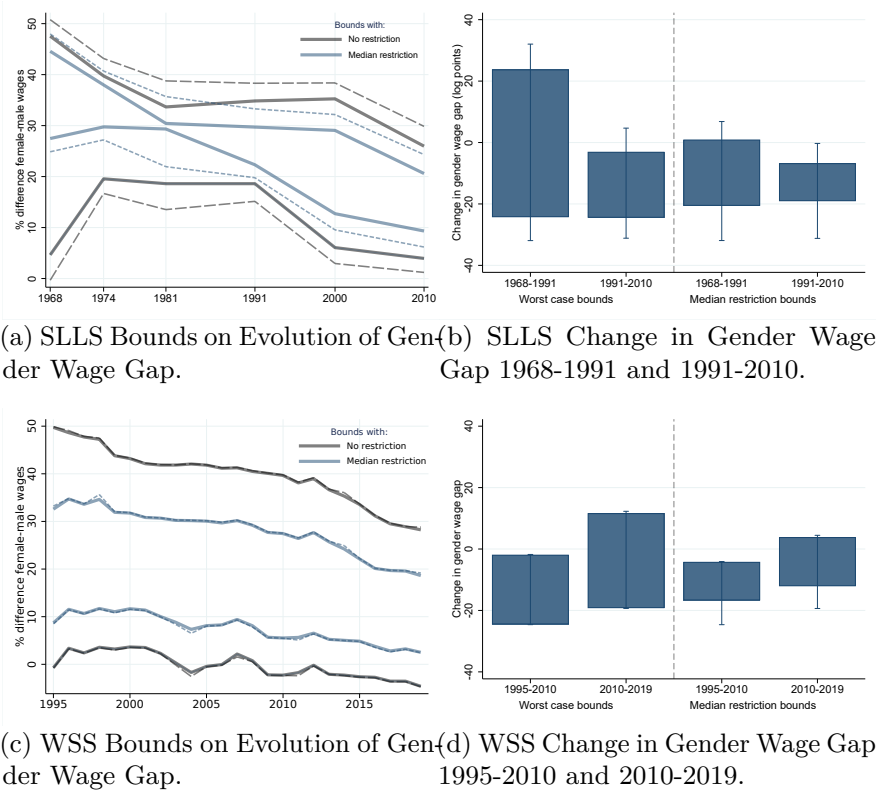 50
40
30
20
10
0
% difference female-male wages
Bounds with:
No restriction
Median restriction
1968 1974 1981 1991 2000 2010
40
20
0
-20
-40
Change in gender wage gap (log points)
1968-1991 1991-2010 1968-1991 1991-2010
Worst case bounds Median restriction bounds
(a) SLLS Bounds on Evolution of Gen-
der Wage Gap.
(b) SLLS Change in Gender Wage
Gap 1968-1991 and 1991-2010.
50
40
30
20
10
0
% difference female-male wages
Bounds with:
No restriction
Median restriction
1995 2000 2005 2010 2015
40
20
0
-20
-40
Change in gender wage gap
1995-2010 2010-2019 1995-2010 2010-2019
Worst case bounds Median restriction bounds
(c) WSS Bounds on Evolution of Gen-
der Wage Gap.
(d) WSS Change in Gender Wage Gap
1995-2010 and 2010-2019.